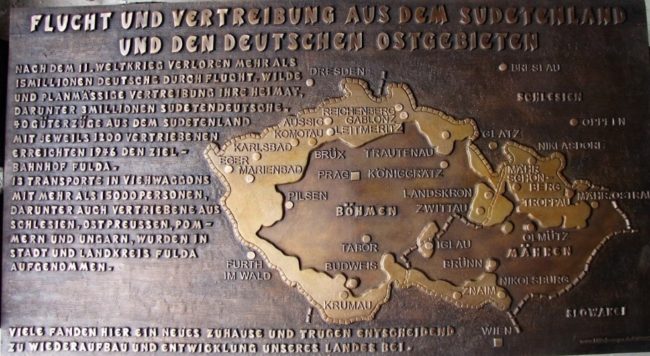 FLUCHT UND VERTREIBUNG AUS DEM SUDETENLAND
UND DEN DEUTSCHEN OSTGEBIETEN
NACH DEM II. WELTKRIEG VERLOREN MEHR ALS
15 MILLIONEN DEUTSCHE DURCH FLUCHT, WILDE
UND PLANMÄSSIGE VERTREIBUNG IHRE HEIMAT,
DARUNTER 3 MILLIONEN SUDETENDEUTSCHE.
40 GÜTERZÜGE AUS DEM SUDETENLAND
MIT JEWEILS 1200 VERTRIEBENEN
ERREICHTEN 1946 DEN ZIEL-
BAHNHOF FULDA.
13 TRANSPORTE IN VIEHWAGGONS
MIT MEHR ALS 15000 PERSONEN,
DARUNTER AUCH VERTRIEBENE AUS
SCHLESIEN, OSTPREUSSEN, POM-
MERN UND UNGARN, WURDEN IN
STADT UND LANDKREIS FULDA
AUFGENOMMEN.
DRESDEN
BRESLAU
SCHLESIEN
REICHENBERG
GABLONZ
AUSSIG
LEITMERITZ
KOMOTAU
OPPELN
GLATZ
NIKLASDORF
KARLSBAD
EGER
MARIENBAD
BRÜX
TRAUTENAU
PRAG
KÖNIGGRÄTZ
MÄHR.
SCHÖN-
BERG
MÄHR. OSTRAU
PILSEN
BÖHMEN
LANDSKRON
ZWITTAU
TROPPAU
OLMÜTZ
TABOR
IGLAU
MÄHREN
FURTH
IM WALD
BUDWEIS
BRÜNN
NIKOLSBURG
KRUMAU
ZNAIM
SLOWAKEI
WIEN
VIELE FANDEN HIER EIN NEUES ZUHAUSE UND TRUGEN ENTSCHEIDEND
ZU WIEDERAUFBAU UND ENTWICKLUNG UNSERES LANDES BEI.